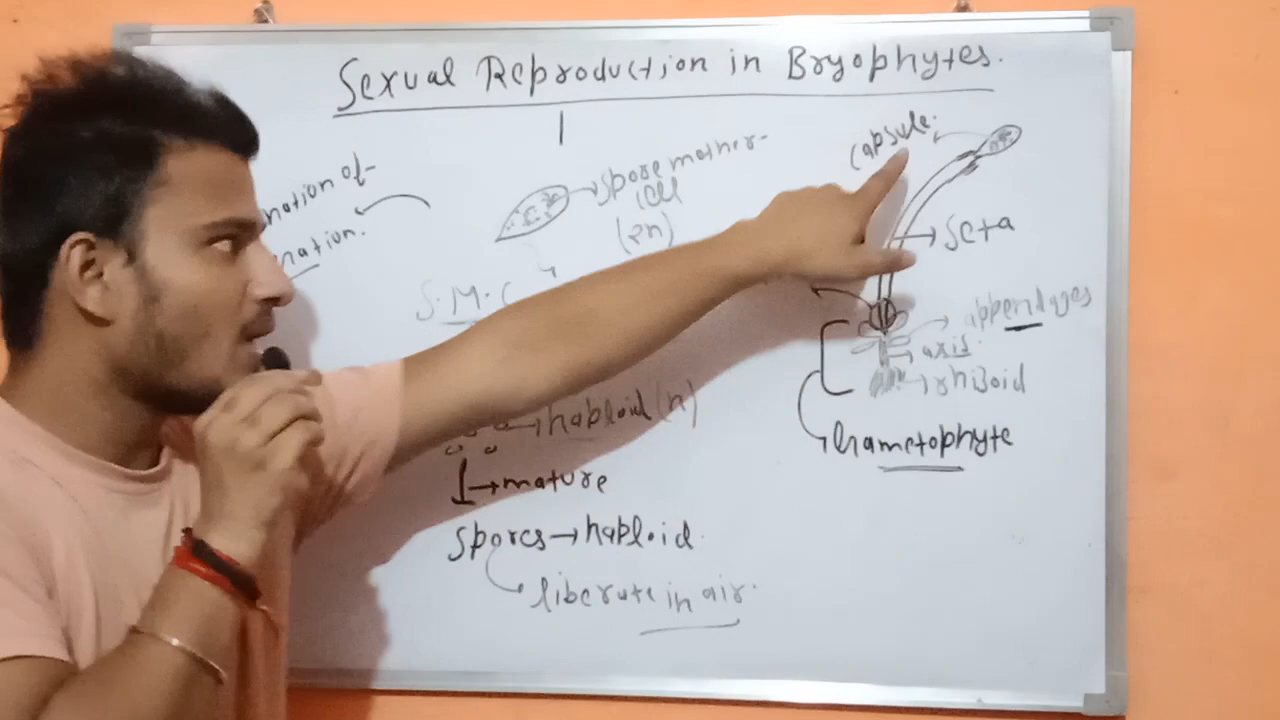 Sexual Reproduction in Bryophytes.
nation of-
nation.
Spore mother-
cell
(2n)
S.M.C
haploid (n)
mature
Spores → haploid.
liberate in air.
capsule.
Seta
appendages
axis.
rhizoid
Gametophyte